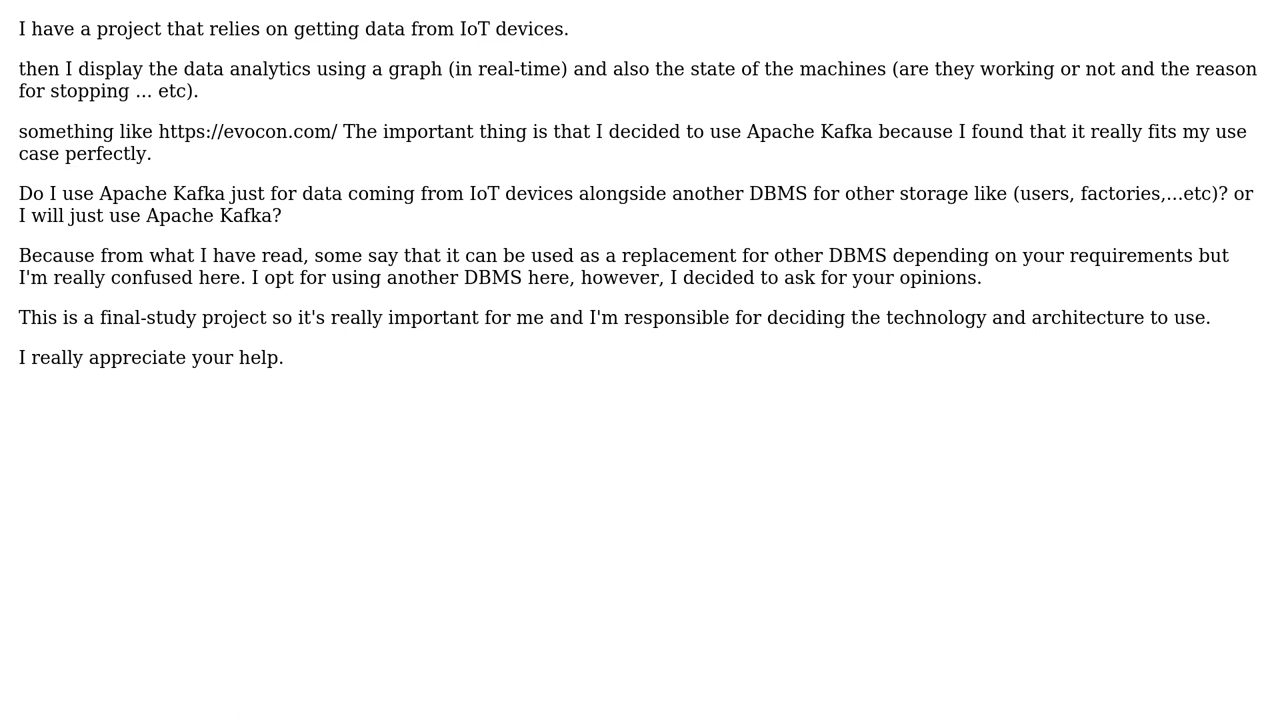 I have a project that relies on getting data from IoT devices.
then I display the data analytics using a graph (in real-time) and also the state of the machines (are they working or not and the reason
for stopping ... etc).
something like https://evocon.com/ The important thing is that I decided to use Apache Kafka because I found that it really fits my use
case perfectly.
Do I use Apache Kafka just for data coming from IoT devices alongside another DBMS for other storage like (users, factories,...etc)? or
I will just use Apache Kafka?
Because from what I have read, some say that it can be used as a replacement for other DBMS depending on your requirements but
I'm really confused here. I opt for using another DBMS here, however, I decided to ask for your opinions.
This is a final-study project so it's really important for me and I'm responsible for deciding the technology and architecture to use.
I really appreciate your help.